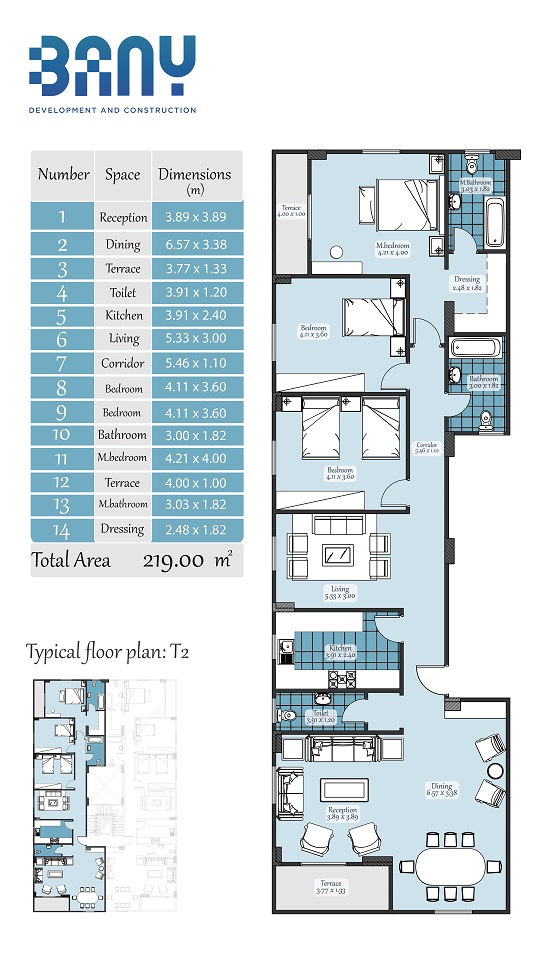 BANY
DEVELOPMENT AND CONSTRUCTION
Number Space Dimensions (m)
1 Reception 3.89 x 3.89
2 Dining 6.57 x 3.38
3 Terrace 3.77 x 1.33
4 Toilet 3.91 x 1.20
5 Kitchen 3.91 x 2.40
6 Living 5.33 x 3.00
7 Corridor 5.46 x 1.10
8 Bedroom 4.11 x 3.60
9 Bedroom 4.11 x 3.60
10 Bathroom 3.00 x 1.82
11 M.bedroom 4.21 x 4.00
12 Terrace 4.00 x 1.00
13 M.bathroom 3.03 x 1.82
14 Dressing 2.48 x 1.82
Total Area 219.00 m²
Typical floor plan: T2
M.Bathroom
3.03 x 1.82
Terrace
4.00 x 1.00
M.bedroom
4.21 x 4.00
Dressing
2.48 x 1.82
Bedroom
4.11 x 3.60
Bathroom
3.00 x 1.82
Corridor
5.46 x 1.10
Bedroom
4.11 x 3.60
Living
5.33 x 3.00
Kitchen
3.91 x 2.40
Toilet
3.91 x 1.20
Dining
6.57 x 3.38
Reception
3.89 x 3.89
Terrace
3.77 x 1.33